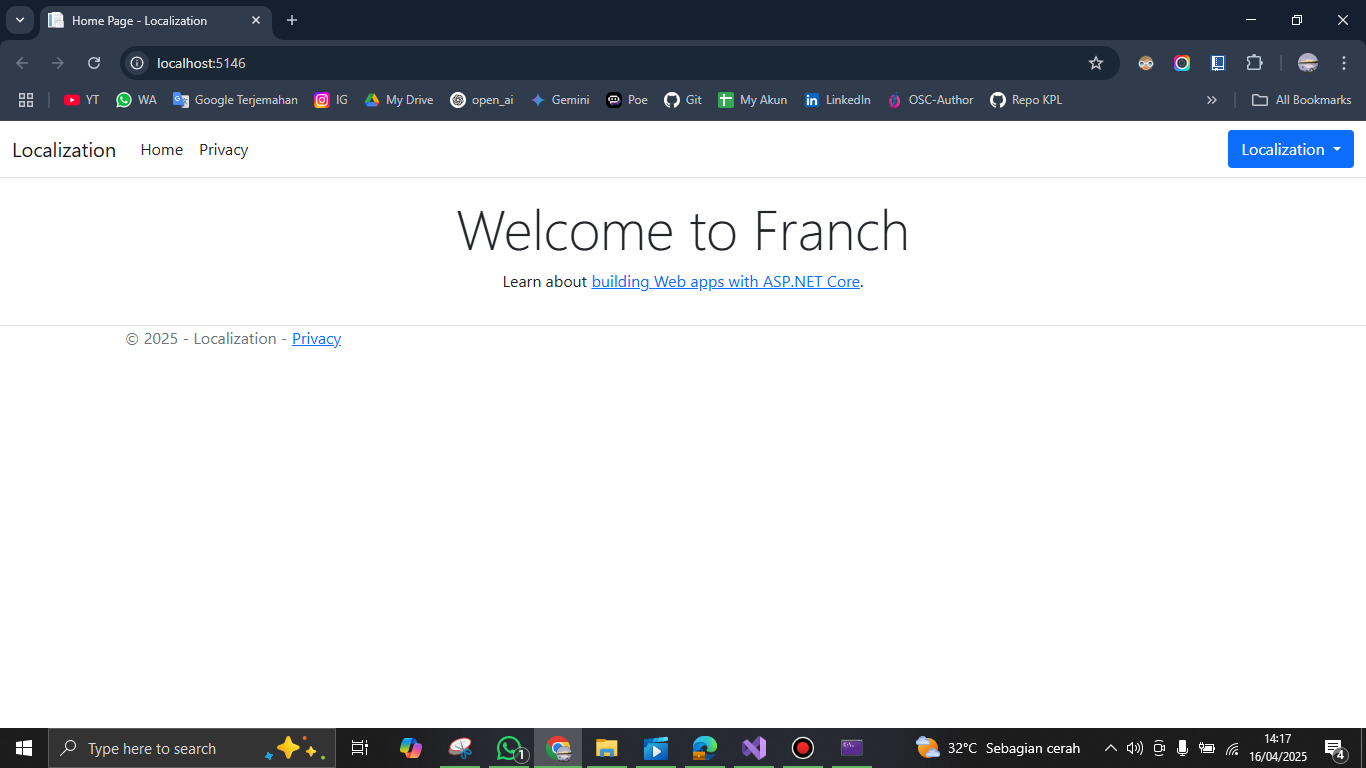 Home Page - Localization
localhost:5146
YT WA Google Terjemahan IG My Drive open_ai Gemini Poe Git My Akun LinkedIn OSC-Author Repo KPL » All Bookmarks
Localization Home Privacy Localization
Welcome to Franch
Learn about building Web apps with ASP.NET Core.
© 2025 - Localization - Privacy
Type here to search 1 32°C Sebagian cerah 14:17
16/04/2025 4